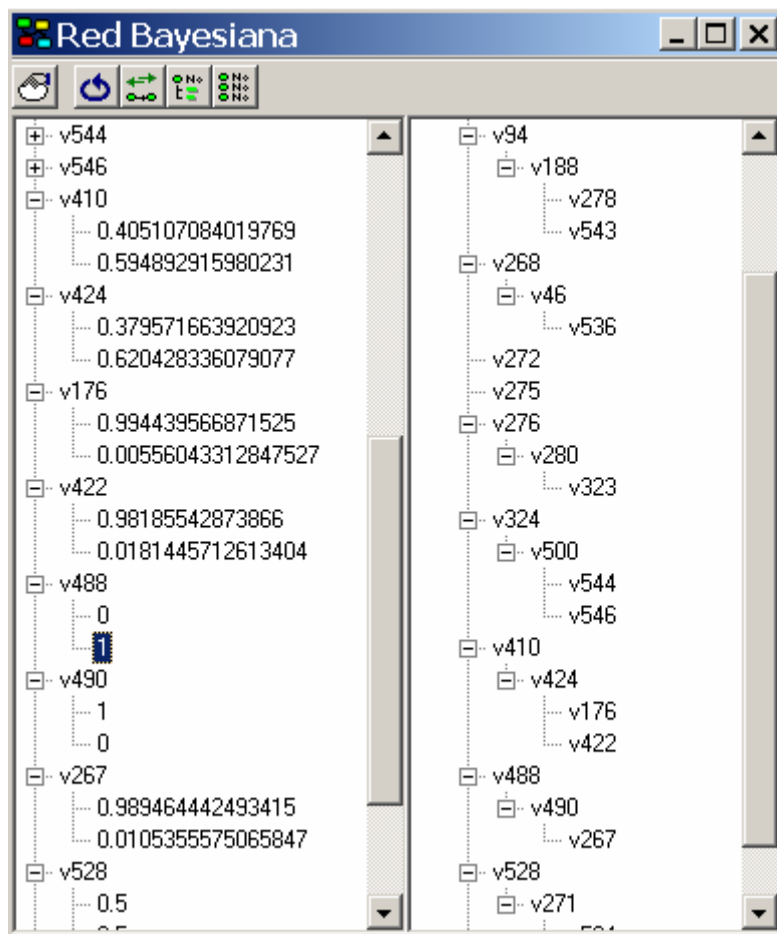 Red Bayesiana
v544
v546
v410
0.405107084019769
0.594892915980231
v424
0.379571663920923
0.620428336079077
v176
0.994439566871525
0.00556043312847527
v422
0.98185542873866
0.0181445712613404
v488
0
1
v490
1
0
v267
0.989464442493415
0.0105355575065847
v528
0.5
v94
v188
v278
v543
v268
v46
v536
v272
v275
v276
v280
v323
v324
v500
v544
v546
v410
v424
v176
v422
v488
v490
v267
v528
v271